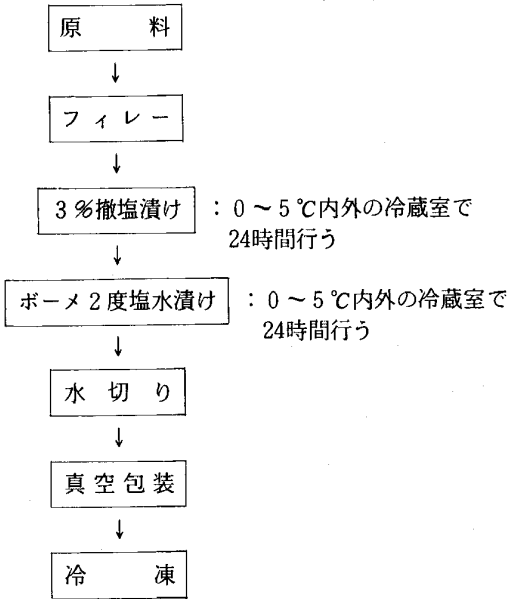 原料
↓
フィレー
↓
3%撤塩漬け : 0~5℃内外の冷蔵室で
24時間行う
↓
ボーメ2度塩水漬け : 0~5℃内外の冷蔵室で
24時間行う
↓
水切り
↓
真空包装
↓
冷凍